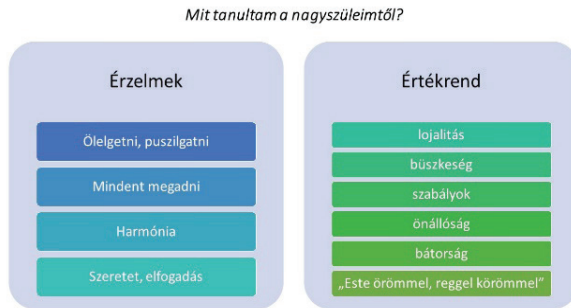 Mit tanultam a nagyszüleimtől?
Érzelmek
Ölelgetni, puszilgatni
Mindent megadni
Harmónia
Szeretet, elfogadás
Értékrend
lojalitás
büszkeség
szabályok
önállóság
bátorság
„Este örömmel, reggel körömmel”